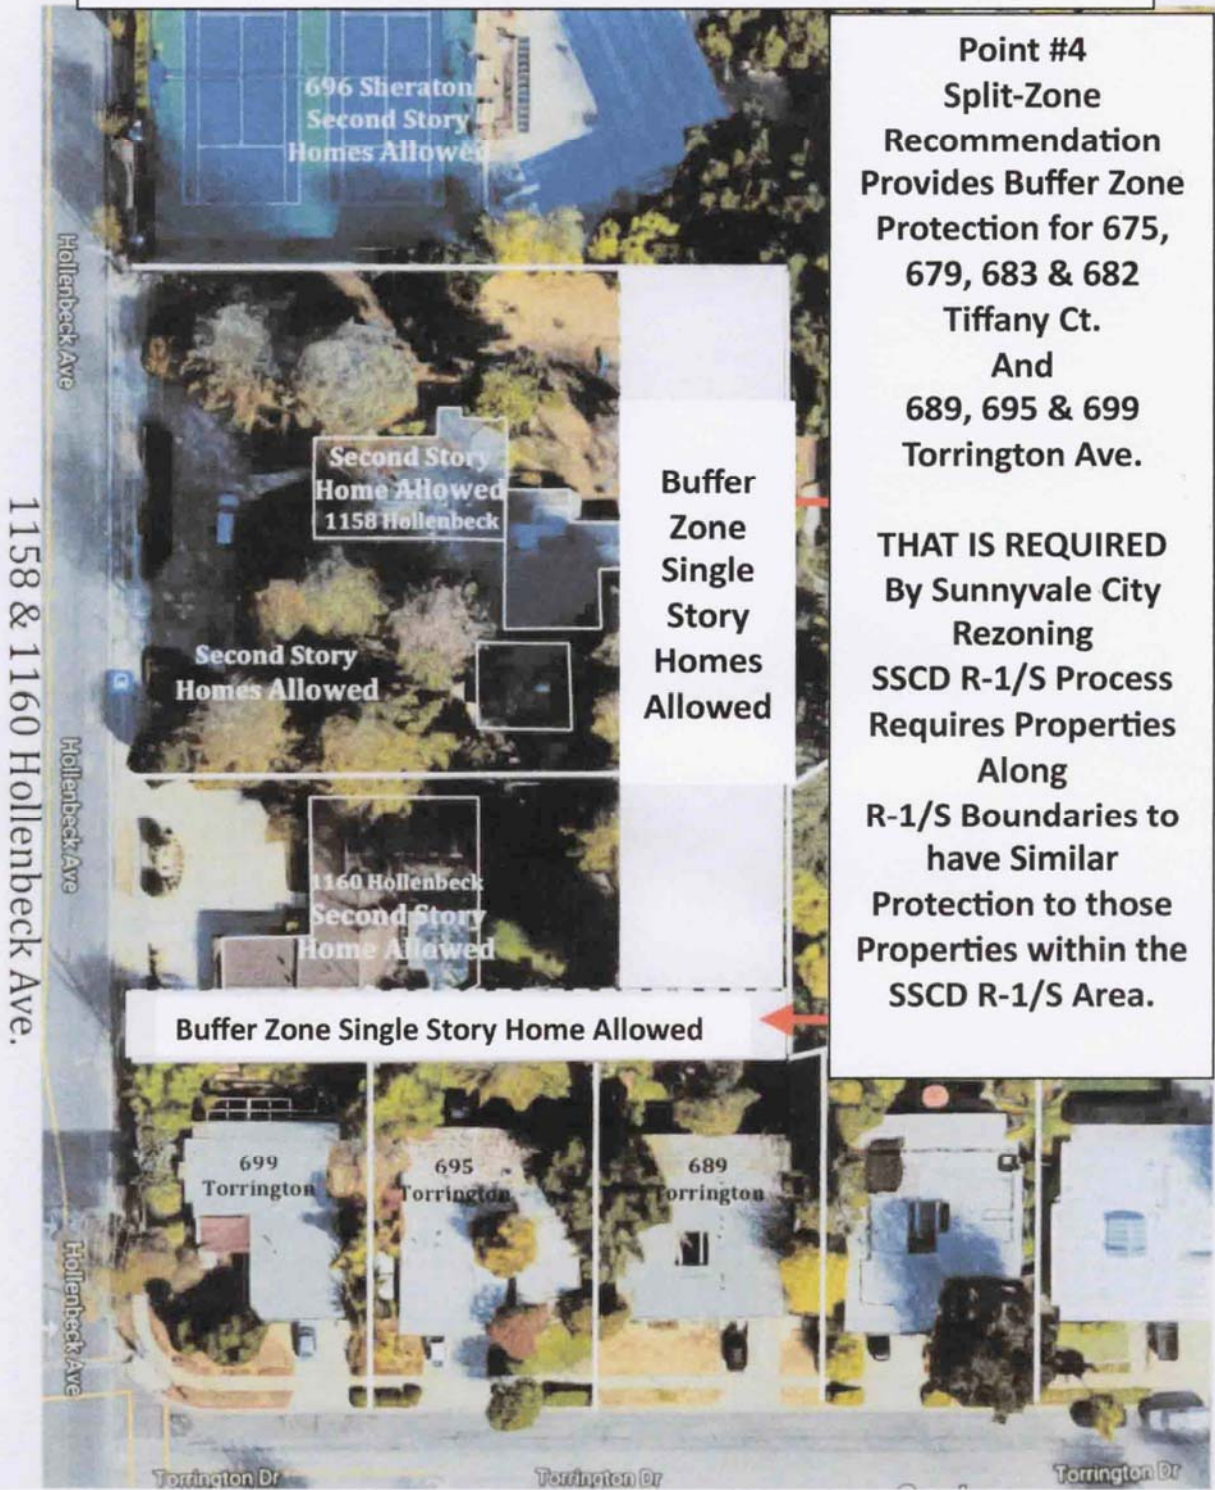 696 Sheraton
Second Story
Homes Allowed
Point #4
Split-Zone
Recommendation
Provides Buffer Zone
Protection for 675,
679, 683 & 682
Tiffany Ct.
And
689, 695 & 699
Torrington Ave.
THAT IS REQUIRED
By Sunnyvale City
Rezoning
SSCD R-1/S Process
Requires Properties
Along
R-1/S Boundaries to
have Similar
Protection to those
Properties within the
SSCD R-1/S Area.
Hollenbeck Ave
Second Story
Home Allowed
1158 Hollenbeck
Buffer
Zone
Single
Story
Homes
Allowed
Second Story
Homes Allowed
1158 & 1160 Hollenbeck Ave.
Hollenbeck Ave
1160 Hollenbeck
Second Story
Home Allowed
Buffer Zone Single Story Home Allowed
699
Torrington
695
Torrington
689
Torrington
Hollenbeck Ave
Torrington Dr
Torrington Dr
Torrington Dr